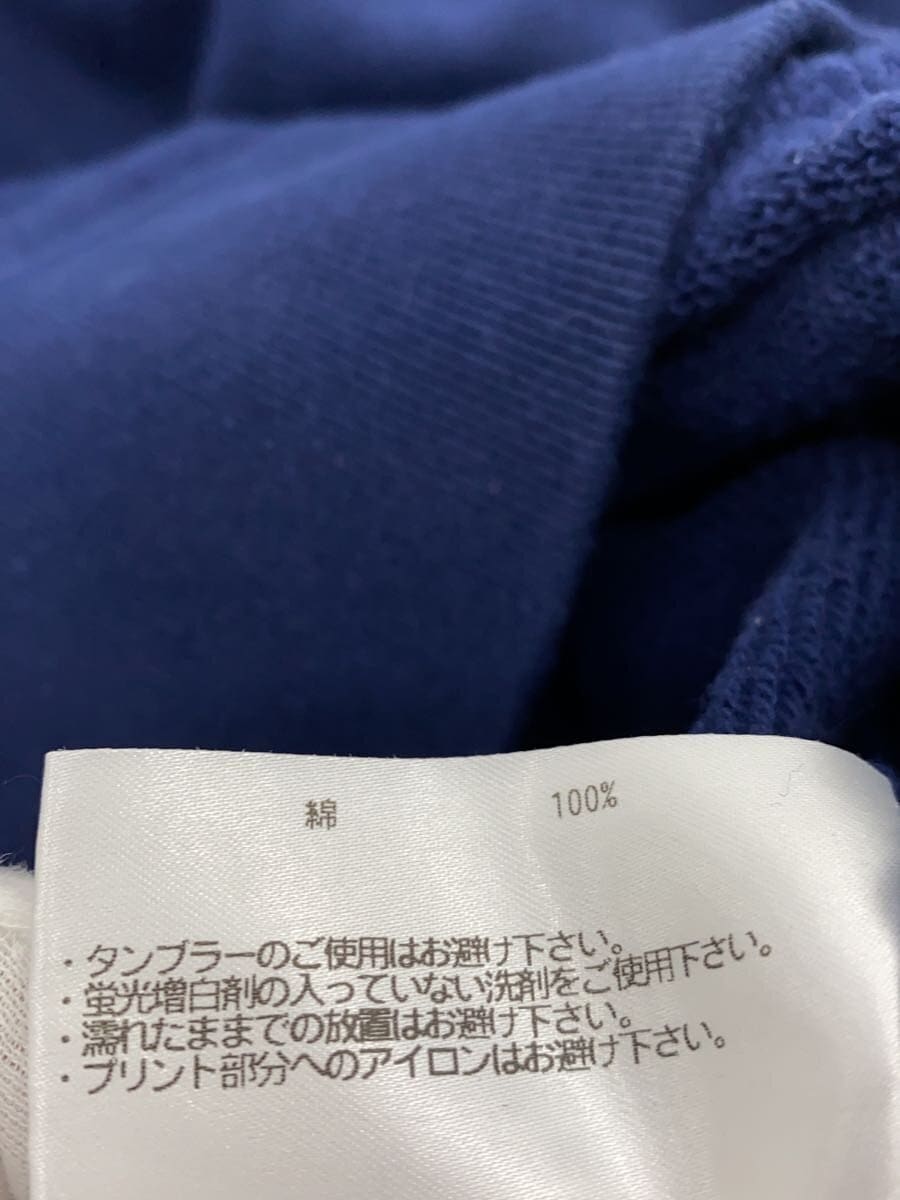 綿 100%
・タンブラーのご使用はお避け下さい。
・蛍光増白剤の入っていない洗剤をご使用下さい。
・濡れたままでの放置はお避け下さい。
・プリント部分へのアイロンはお避け下さい。